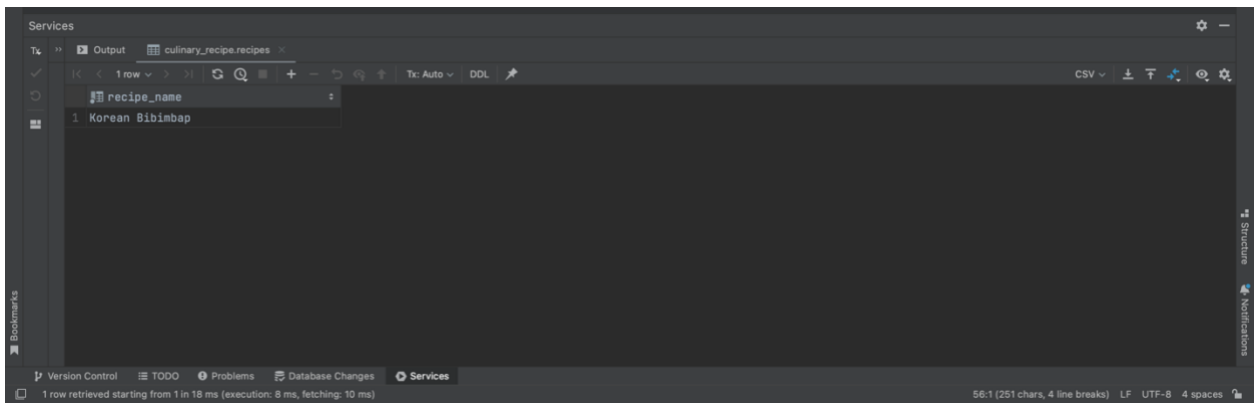 Services
Tx Output culinary_recipe.recipes
1 row Tx: Auto DDL CSV
recipe_name
1 Korean Bibimbap
Structure
Notifications
Bookmarks
Version Control TODO Problems Database Changes Services
1 row retrieved starting from 1 in 18 ms (execution: 8 ms, fetching: 10 ms) 56:1 (251 chars, 4 line breaks) LF UTF-8 4 spaces